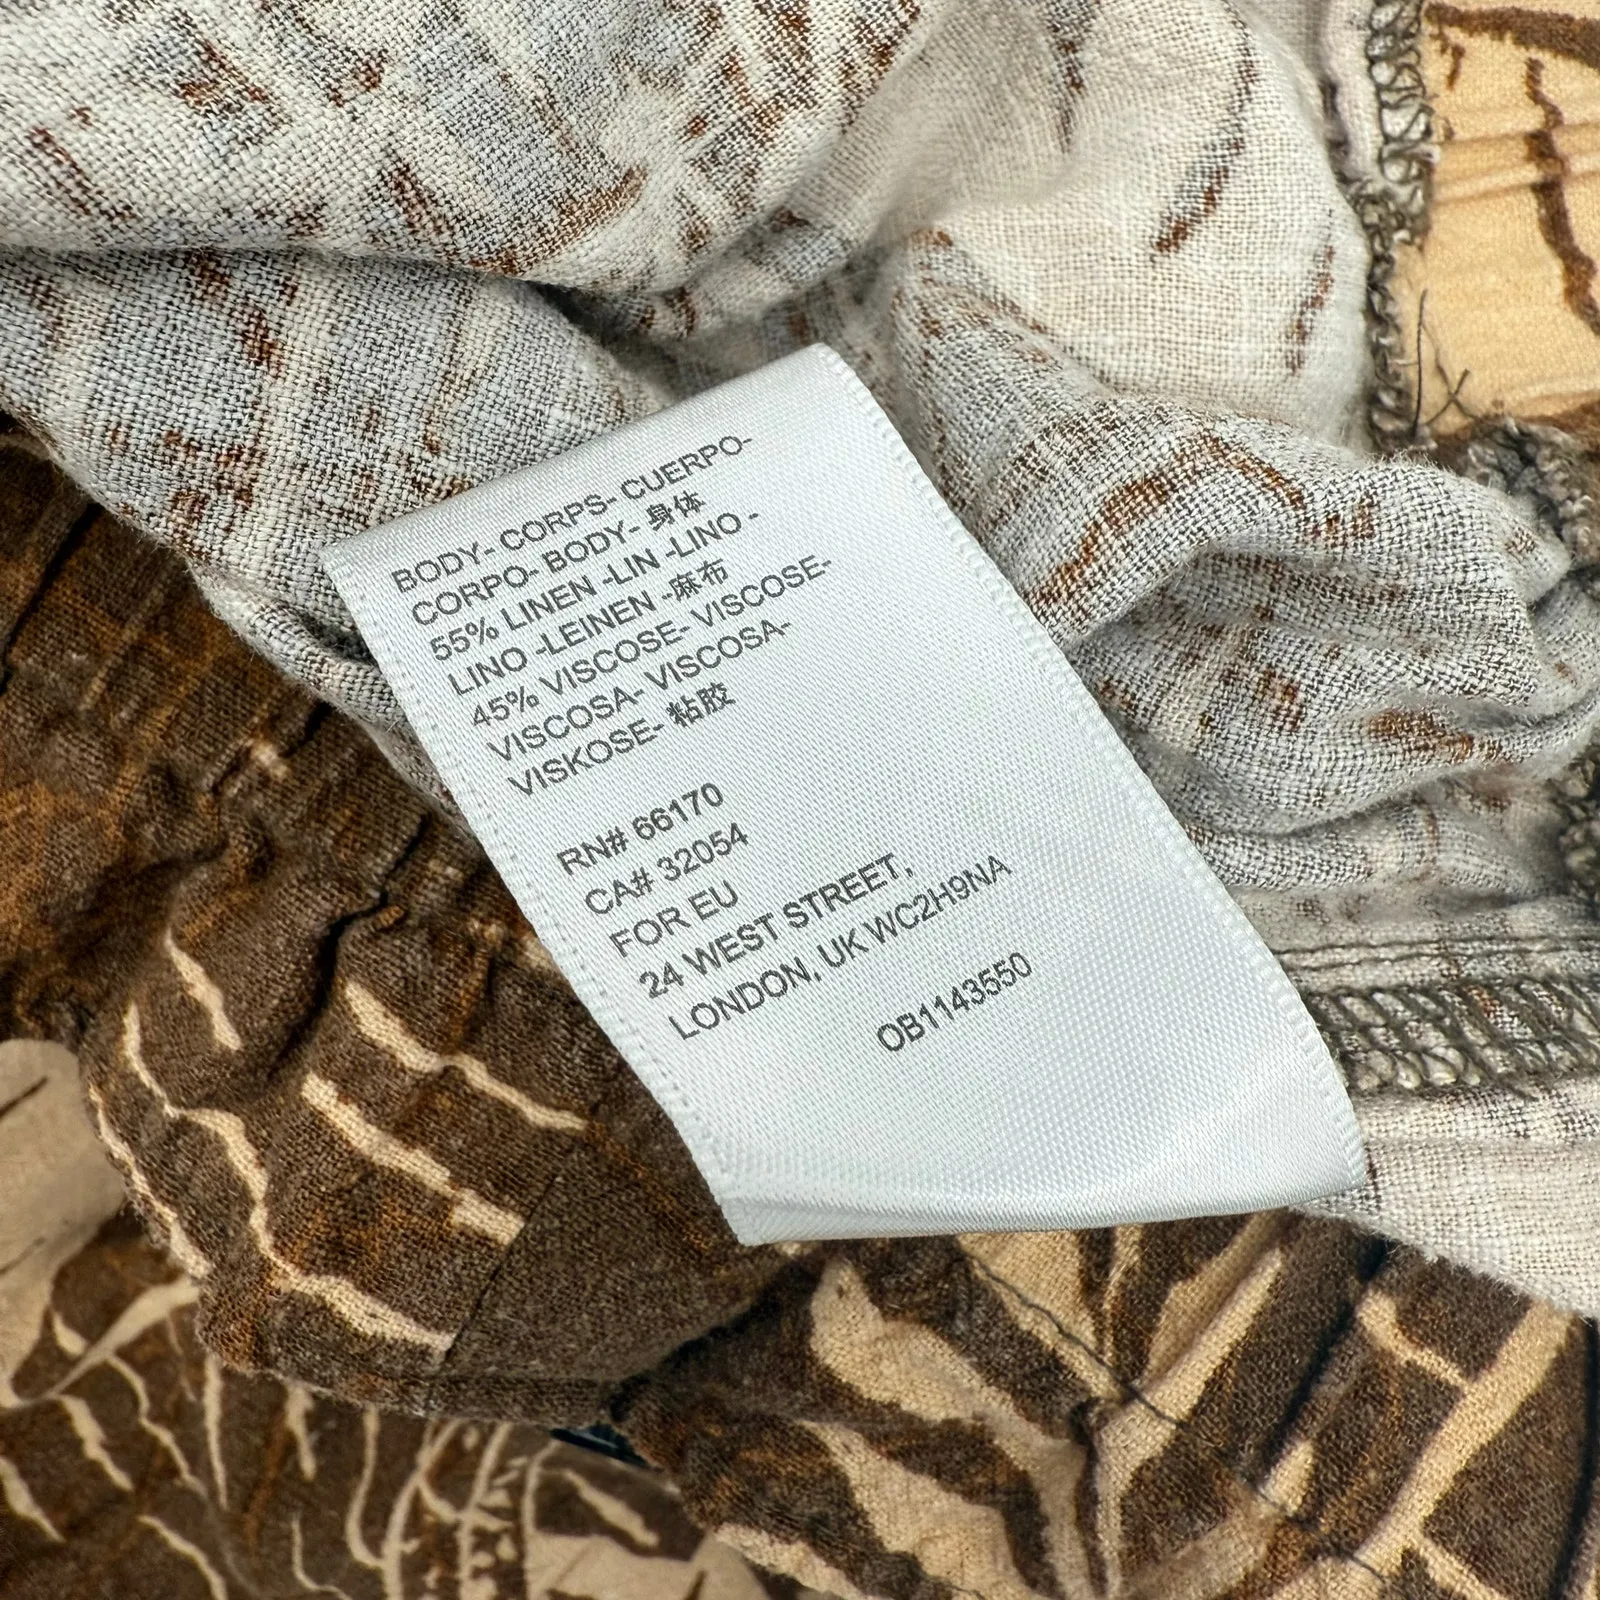 BODY- CORPS- CUERPO-
CORPO- BODY- 身体
55% LINEN -LIN -LINO -
LINO -LEINEN -麻布
45% VISCOSE- VISCOSE-
VISCOSA- VISCOSA-
VISKOSE- 粘胶
RN# 66170
CA# 32054
FOR EU
24 WEST STREET,
LONDON, UK WC2H9NA
OB1143550